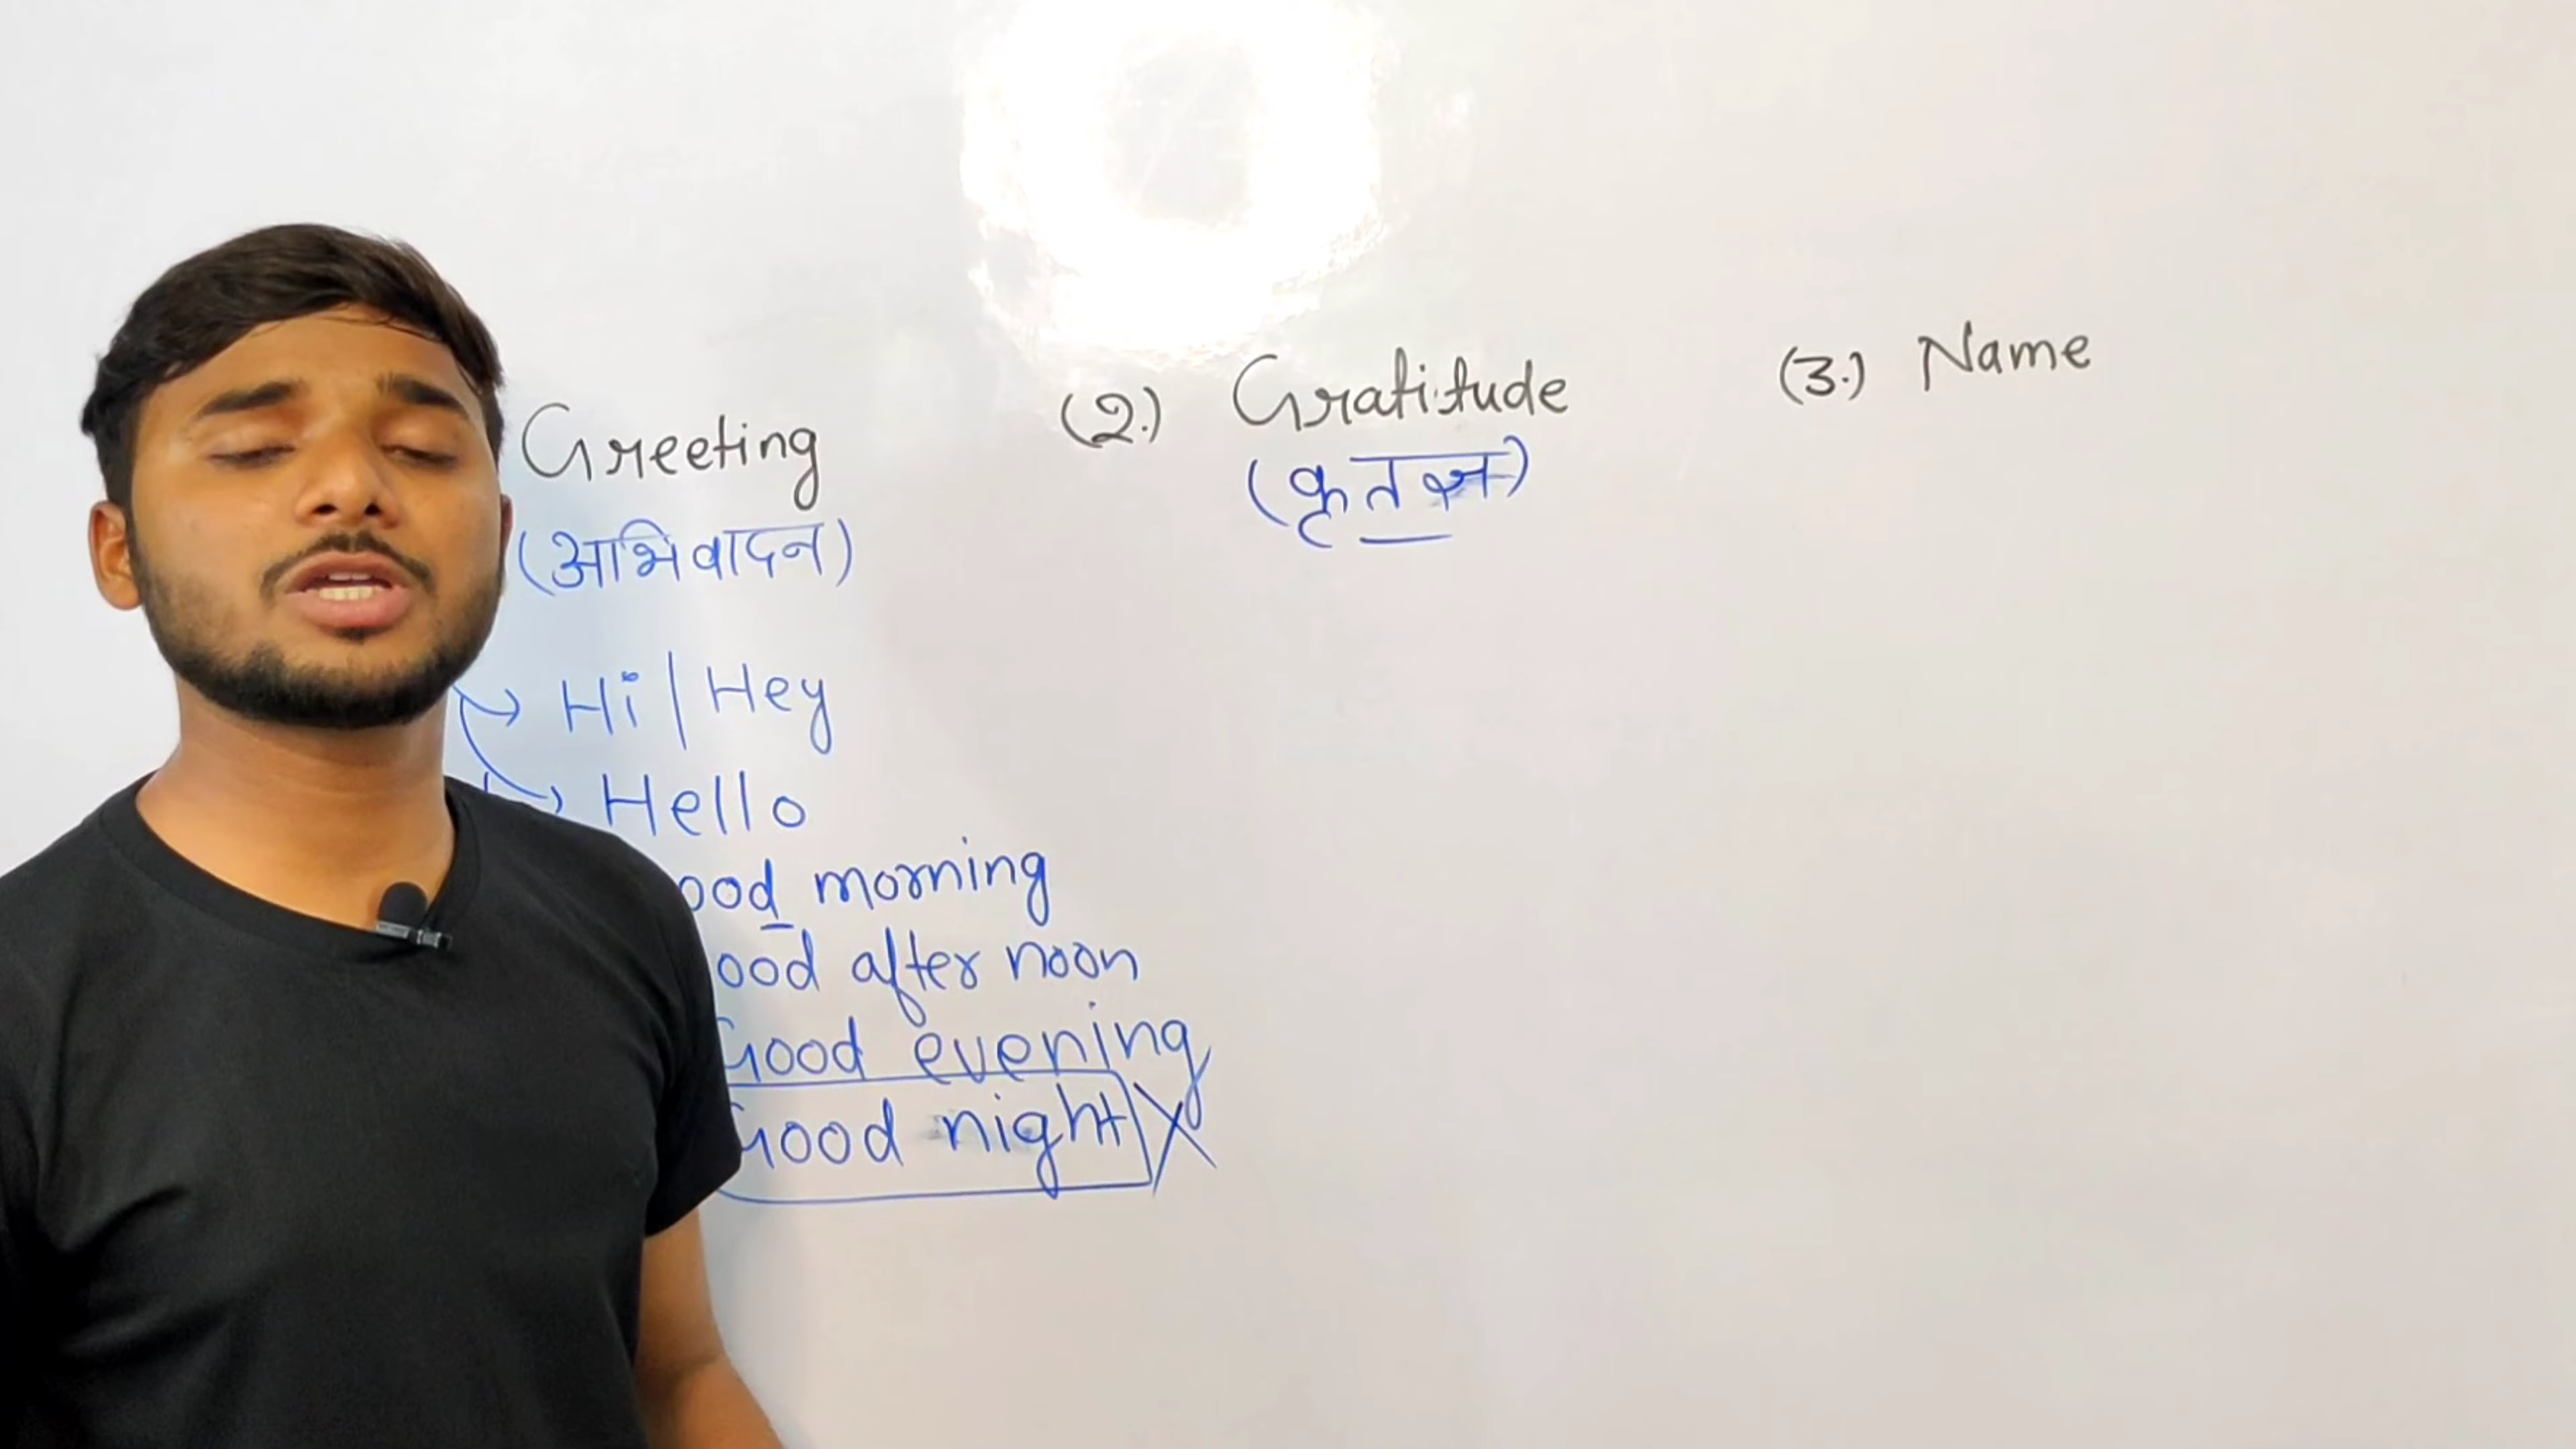 Greeting
(अभिवादन)
Hi | Hey
Hello
ood morning
ood after noon
Good evening
Good night X
(2.) Gratitude
(कृतज्ञ)
(3.) Name